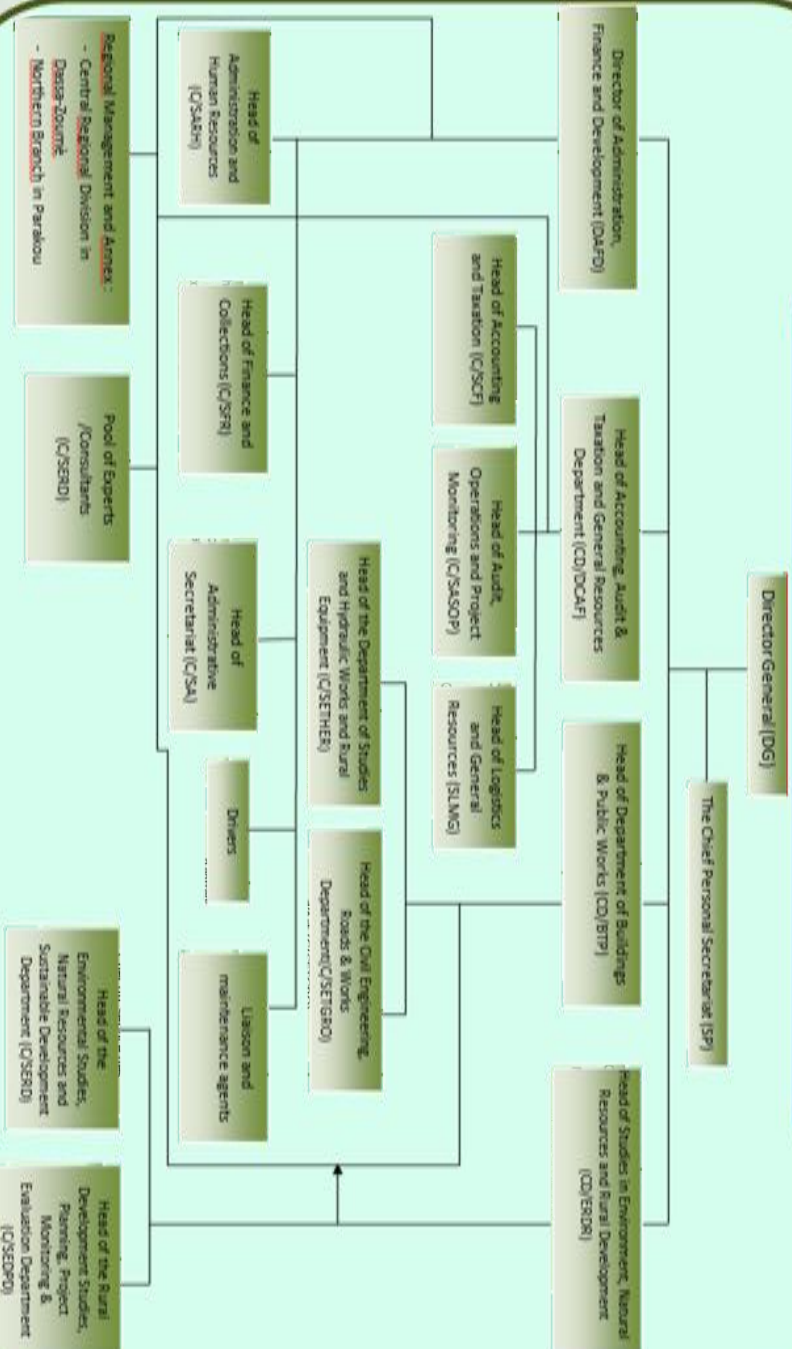 Director General (DG)
The Chief Personal Secretariat (SP)
Director of Administration,
Finance and Development (DAFD)
Head of Accounting, Audit &
Taxation and General Resources
Department (CD/DCAF)
Head of Department of Buildings
& Public Works (CD/BTP)
Head of Studies in Environment, Natural
Resources and Rural Development
(CD/ERDR)
Head of Accounting
and Taxation (C/SCF)
Head of Audit,
Operations and Project
Monitoring (C/SASOP)
Head of Logistics
and General
Resources (SLMG)
Head of the Department of Studies
and Hydraulic Works and Rural
Equipment (C/SETHER)
Head of the Civil Engineering,
Roads & Works
Department(C/SETGRO)
Head of
Administration and
Human Resources
(C/SARH)
Head of Finance and
Collections (C/SFR)
Head of
Administrative
Secretariat (C/SA)
Drivers
Liaison and
maintenance agents
Regional Management and Annex :
- Central Regional Division in
Dassa-Zoumè
- Northern Branch in Parakou
Pool of Experts
/Consultants
(C/SERD)
Head of the
Environmental Studies,
Natural Resources and
Sustainable Development
Department (C/SERD)
Head of the Rural
Development Studies,
Planning, Project
Monitoring &
Evaluation Department
(C/SEDPD)